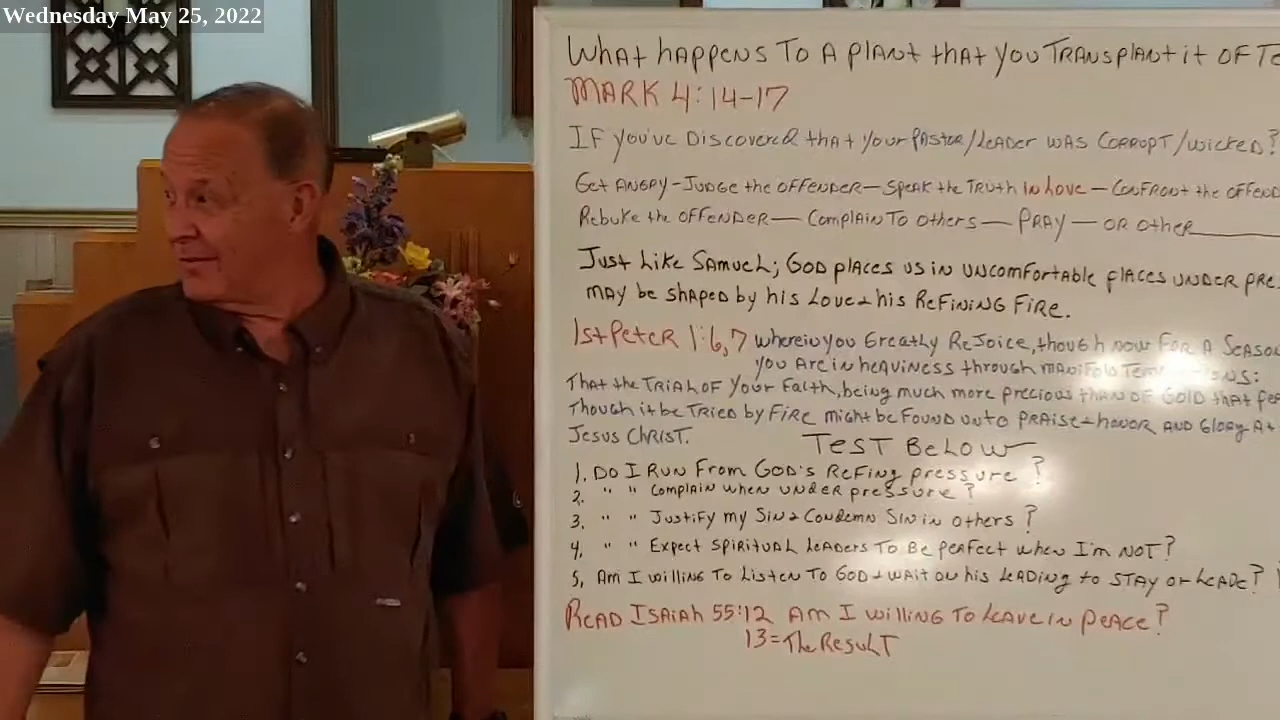 Wednesday May 25, 2022
What happens To A plant that you TRANSplant it OFTe
MARK 4:14-17
IF you've Discovered that your PASTOR/LEADER WAS CORRUPT/wicked?
Get ANGRY-JUDGE the OFFENDER-SPEAK the TRUTH IN LOVE-CONFRONT the OFFEND
Rebuke the OFFENDER-COMPLAIN TO Others-PRAY-OR Other
Just Like SAMUEL; GOD places us in UNCOMFORTABLE places UNDER PRES
MAY be shaped by his Love & his REFINING FIRE.
1st PETER 1:6,7 wherein you Greatly REJOICE, though now FOR A SEASON
you ARE in heaviness through MANIFOLD TEM IONS:
That the TRIAL OF YOUR Faith, being much more precious than OF GOLD that per
Though it be TRIED by FIRE might be FOUND unto PRAISE & honor AND Glory At
Jesus CHRIST.
TEST BELOW
1. DO I RUN From GOD'S ReFing pressure?
2. " " Complain when UNDER pressure?
3. " " Justify my SIN & Condemn SIN in others?
4. " " Expect SPIRITUAL LEADERS TO Be PERFECT when I'm NOT?
5, Am I willing To Listen To GOD & WAIT on his LEADING to STAY or LEADE?
READ ISAIAH 55:12 AM I WILLING TO LEAVE IN PEACE?
13=The Result